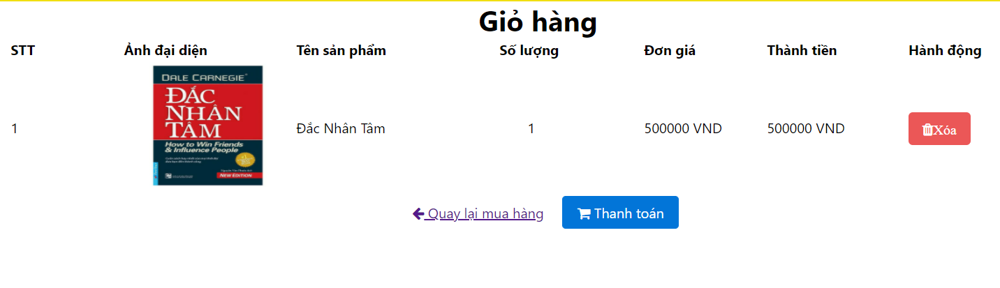 Giỏ hàng
STT Ảnh đại diện Tên sản phẩm Số lượng Đơn giá Thành tiền Hành động
DALE CARNEGIE
ĐẮC
NHÂN
TÂM
How to Win Friends
& Influence People
NEW EDITION
1 Đắc Nhân Tâm 1 500000 VND 500000 VND Xóa
Quay lại mua hàng Thanh toán